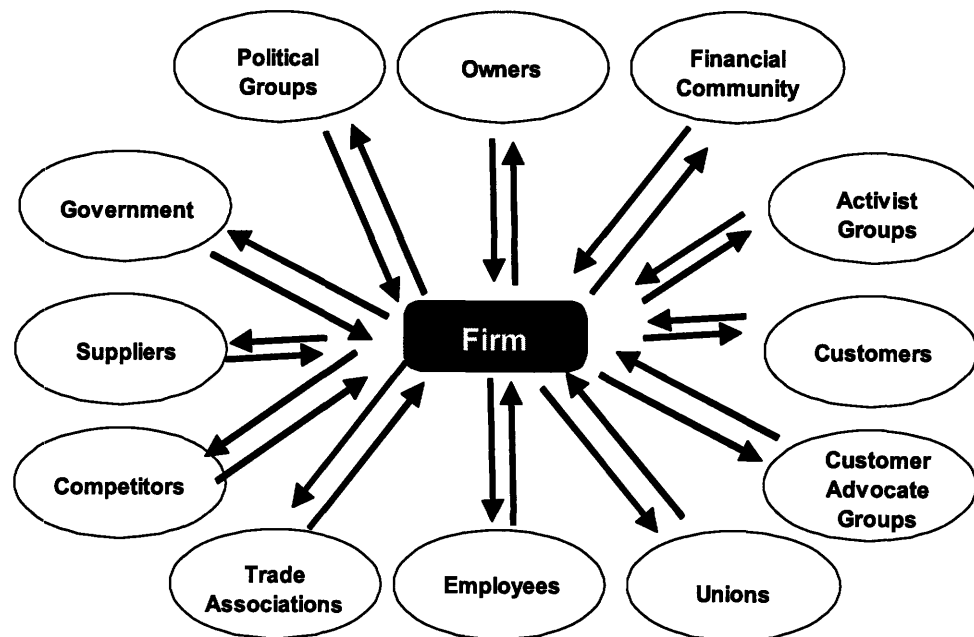 Political
Groups
Owners
Financial
Community
Government
Activist
Groups
Firm
Suppliers
Customers
Competitors
Customer
Advocate
Groups
Trade
Associations
Employees
Unions